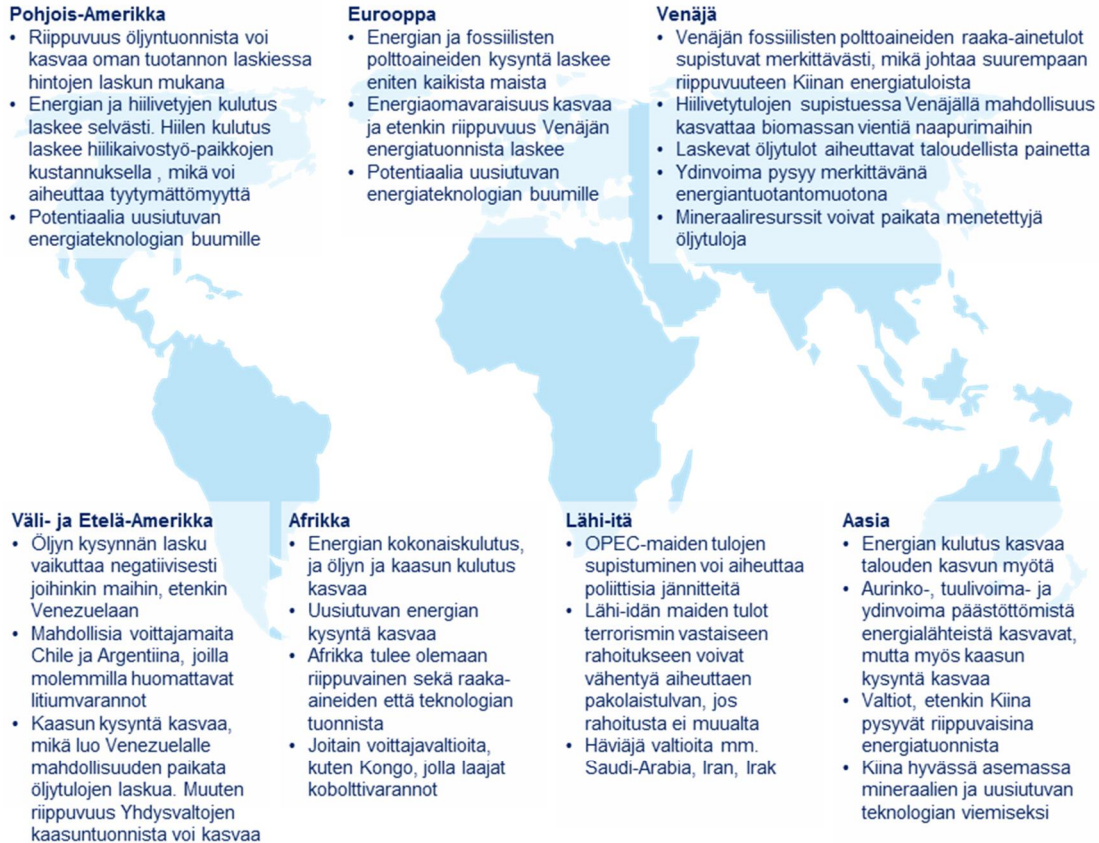 Pohjois-Amerikka
• Riippuvuus öljyntuonnista voi
kasvaa oman tuotannon laskiessa
hintojen laskun mukana
• Energian ja hiilivetyjen kulutus
laskee selvästi. Hiilen kulutus
laskee hiilikaivostyö-paikkojen
kustannuksella , mikä voi
aiheuttaa tyytymättömyyttä
• Potentiaalia uusiutuvan
energiateknologian buumille
Eurooppa
• Energian ja fossiilisten
polttoaineiden kysyntä laskee
eniten kaikista maista
• Energiaomavaraisuus kasvaa
ja etenkin riippuvuus Venäjän
energiatuonnista laskee
• Potentiaalia uusiutuvan
energiateknologian buumille
Venäjä
• Venäjän fossiilisten polttoaineiden raaka-ainetulot
supistuvat merkittävästi, mikä johtaa suurempaan
riippuvuuteen Kiinan energiatuloista
• Hiilivetytulojen supistuessa Venäjällä mahdollisuus
kasvattaa biomassan vientiä naapurimaihin
• Laskevat öljytulot aiheuttavat taloudellista painetta
• Ydinvoima pysyy merkittävänä
energiantuotantomuotona
• Mineraaliresurssit voivat paikata menetettyjä
öljytuloja
Väli- ja Etelä-Amerikka
• Öljyn kysynnän lasku
vaikuttaa negatiivisesti
joihinkin maihin, etenkin
Venezuelaan
• Mahdollisia voittajamaita
Chile ja Argentiina, joilla
molemmilla huomattavat
litiumvarannot
• Kaasun kysyntä kasvaa,
mikä luo Venezuelalle
mahdollisuuden paikata
öljytulojen laskua. Muuten
riippuvuus Yhdysvaltojen
kaasuntuonnista voi kasvaa
Afrikka
• Energian kokonaiskulutus,
ja öljyn ja kaasun kulutus
kasvaa
• Uusiutuvan energian
kysyntä kasvaa
• Afrikka tulee olemaan
riippuvainen sekä raaka-
aineiden että teknologian
tuonnista
• Joitain voittajavaltioita,
kuten Kongo, jolla laajat
kobolttivarannot
Lähi-itä
• OPEC-maiden tulojen
supistuminen voi aiheuttaa
poliittisia jännitteitä
• Lähi-idän maiden tulot
terrorismin vastaiseen
rahoitukseen voivat
vähentyä aiheuttaen
pakolaistulvan, jos
rahoitusta ei muualta
• Häviäjä valtioita mm.
Saudi-Arabia, Iran, Irak
Aasia
• Energian kulutus kasvaa
talouden kasvun myötä
• Aurinko-, tuulivoima- ja
ydinvoima päästöttömistä
energialähteistä kasvavat,
mutta myös kaasun
kysyntä kasvaa
• Valtiot, etenkin Kiina
pysyvät riippuvaisina
energiatuonnista
• Kiina hyvässä asemassa
mineraalien ja uusiutuvan
teknologian viemiseksi